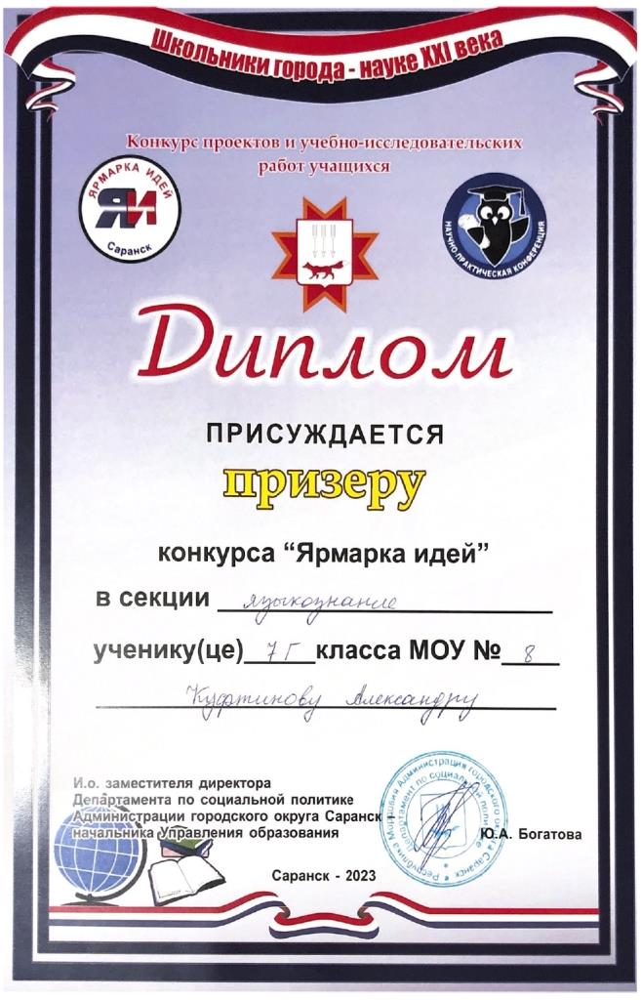 Школьники города - науке XXI века
Конкурс проектов и учебно-исследовательских
работ учащихся
ЯРМАРКА ИДЕЙ
ЯИ
Саранск
НАУЧНО-ПРАКТИЧЕСКАЯ КОНФЕРЕНЦИЯ
Диплом
ПРИСУЖДАЕТСЯ
призеру
конкурса “Ярмарка идей”
в секции языкознание
ученику(це) 7Г класса МОУ № 8
Куфтинову Александру
И.о. заместителя директора
Департамента по социальной политике
Администрации городского округа Саранск -
начальника Управления образования
Ю.А. Богатова
Республика Мордовия Администрация городского округа Саранск
Департамент по социальной политике
Саранск - 2023